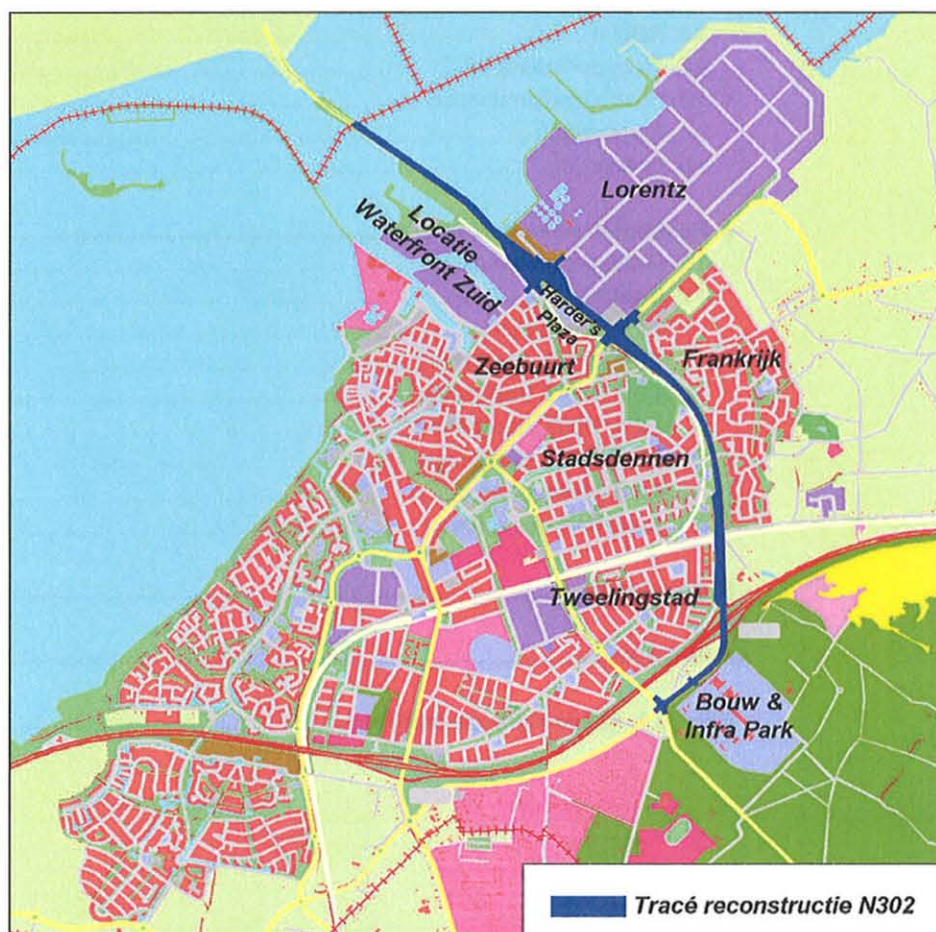 Lorentz
Locatie
Waterfront Zuid
Harder's
Plaza
Zeebuurt
Frankrijk
Stadsdennen
Tweelingstad
Bouw &
Infra Park
Tracé reconstructie N302